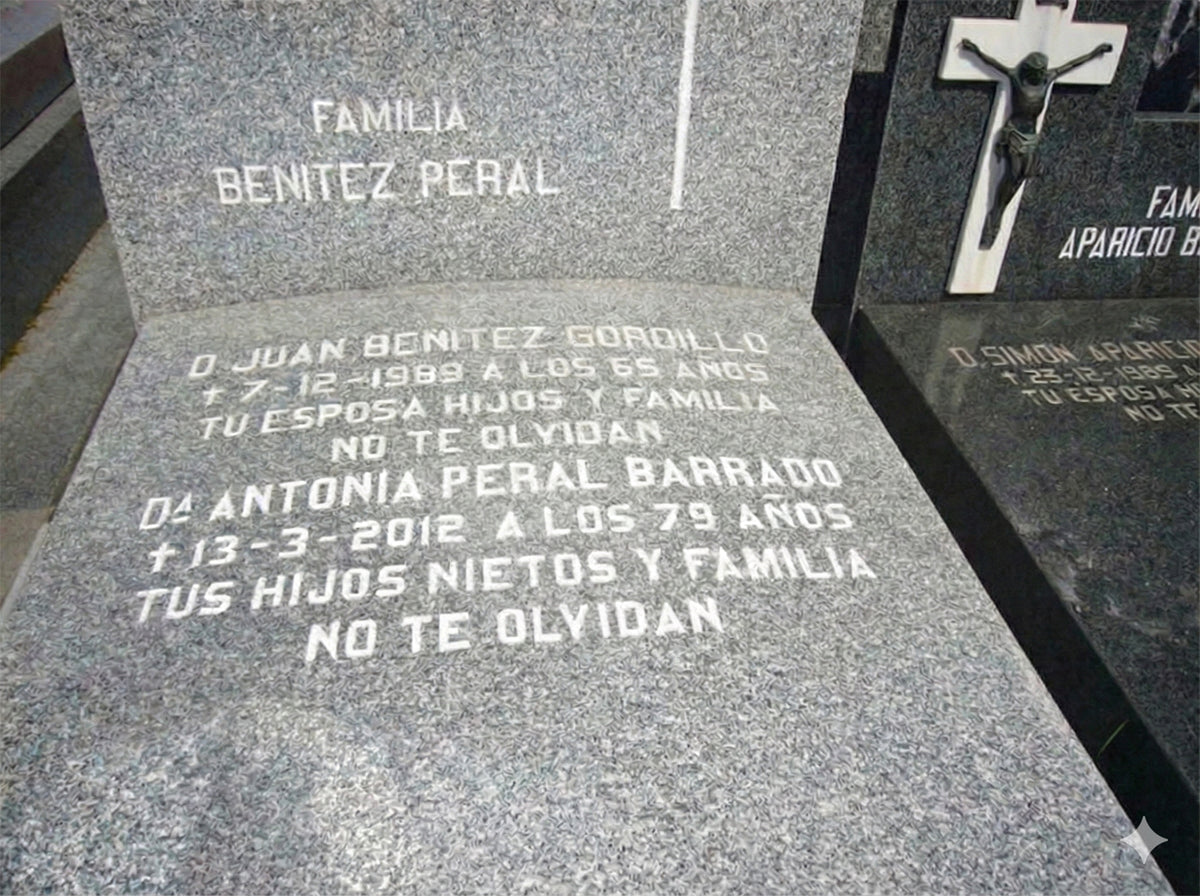 FAMILIA
BENITEZ PERAL
D JUAN BENITEZ GORDILLO
† 7-12-1989 A LOS 65 AÑOS
TU ESPOSA HIJOS Y FAMILIA
NO TE OLVIDAN
Dª ANTONIA PERAL BARRADO
† 13-3-2012 A LOS 79 AÑOS
TUS HIJOS NIETOS Y FAMILIA
NO TE OLVIDAN
APARICIO
D. SIMON APARICIO
† 23-12-1989
TU ESPOSA
NO